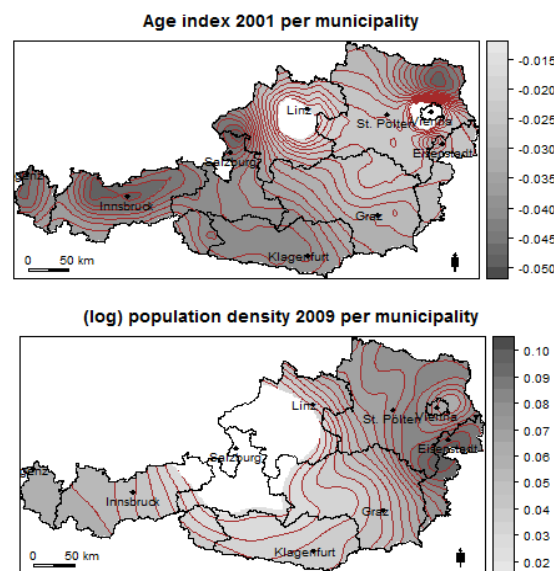 Age index 2001 per municipality
Linz
St. Pölten
Vienna
Eisenstadt
Salzburg
Innsbruck
Graz
Klagenfurt
0 50 km
-0.015
-0.020
-0.025
-0.030
-0.035
-0.040
-0.045
-0.050
(log) population density 2009 per municipality
Linz
St. Pölten
Vienna
Eisenstadt
Salzburg
Innsbruck
Graz
Klagenfurt
0 50 km
0.10
0.09
0.08
0.07
0.06
0.05
0.04
0.03
0.02